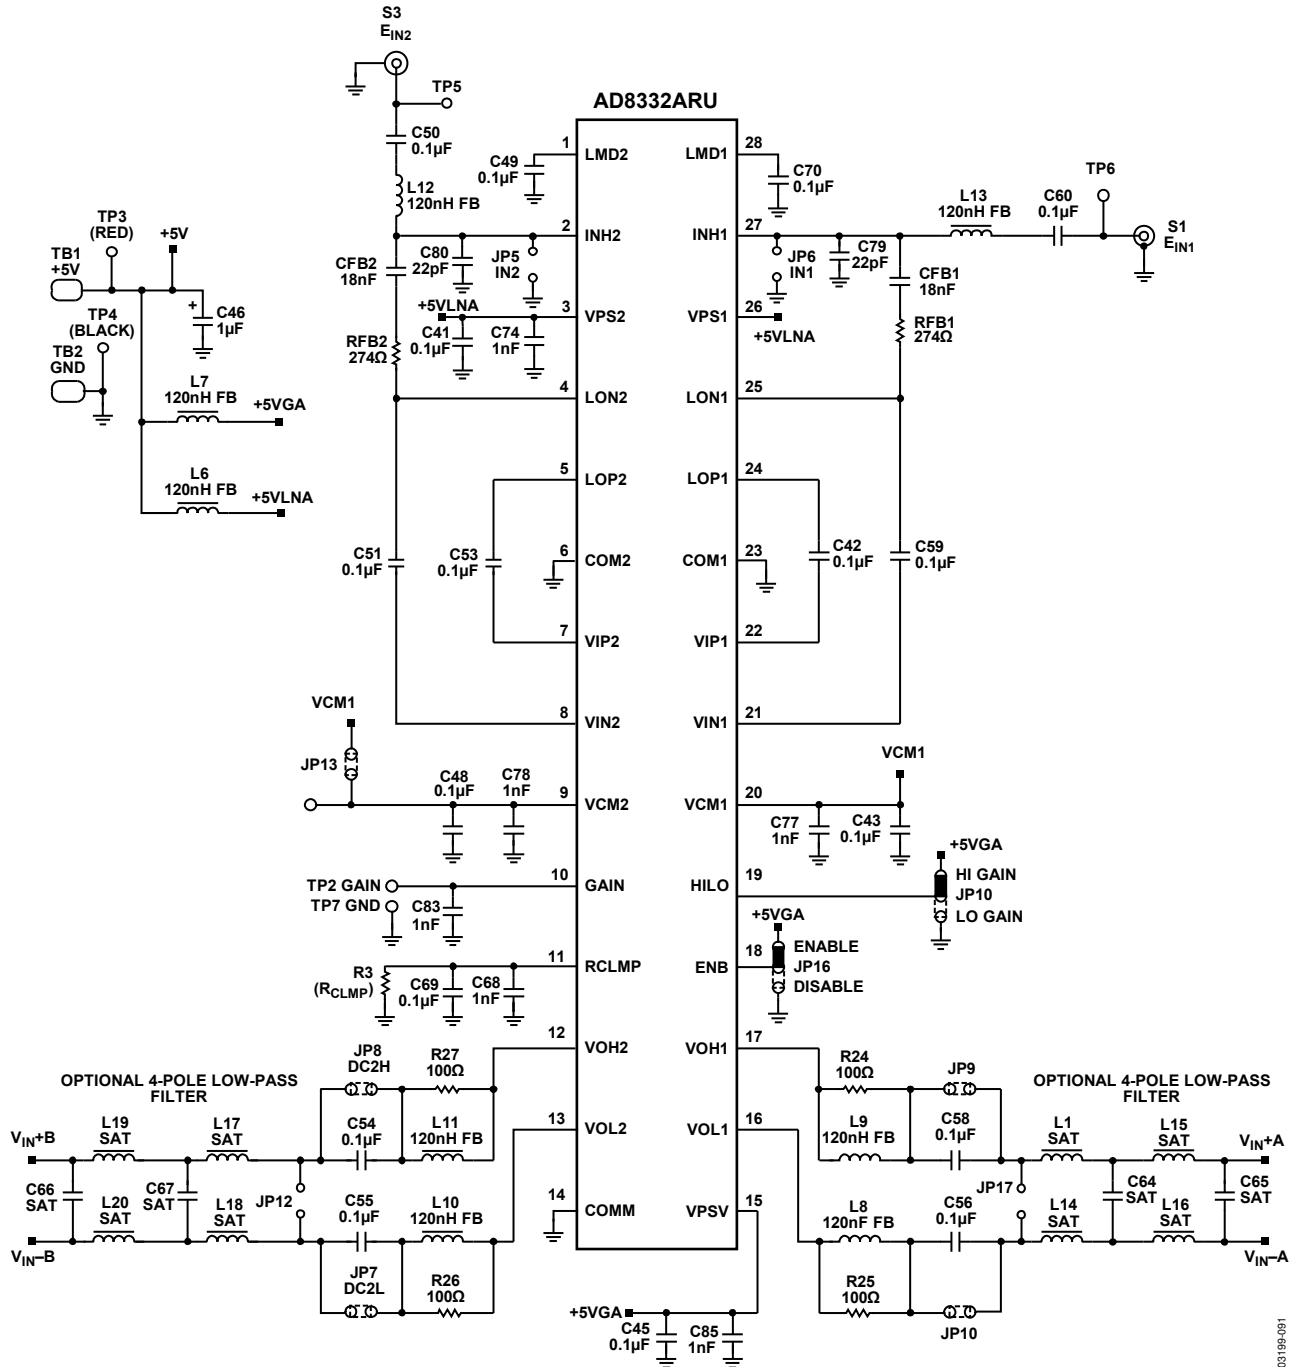 S3
EIN2
TP5
AD8332ARU
C50
0.1µF
L12
120nH FB
C49
0.1µF
1
LMD2
LMD1
28
C70
0.1µF
TP6
L13
120nH FB
C60
0.1µF
S1
EIN1
TP3
(RED)
+5V
TB1
+5V
TP4
(BLACK)
C46
1µF
+
TB2
GND
L7
120nH FB
+5VGA
L6
120nH FB
+5VLNA
2
INH2
INH1
27
CFB2
18nF
C80
22pF
JP5
IN2
JP6
IN1
C79
22pF
CFB1
18nF
+5VLNA
3
VPS2
VPS1
26
+5VLNA
RFB2
274Ω
C41
0.1µF
C74
1nF
RFB1
274Ω
4
LON2
LON1
25
5
LOP2
LOP1
24
C51
0.1µF
C53
0.1µF
6
COM2
COM1
23
C42
0.1µF
C59
0.1µF
7
VIP2
VIP1
22
8
VIN2
VIN1
21
VCM1
JP13
C48
0.1µF
C78
1nF
9
VCM2
VCM1
20
VCM1
C77
1nF
C43
0.1µF
TP2 GAIN
TP7 GND
C83
1nF
10
GAIN
HILO
19
+5VGA
HI GAIN
JP10
LO GAIN
+5VGA
ENABLE
JP16
DISABLE
R3
(RCLMP)
C69
0.1µF
C68
1nF
11
RCLMP
ENB
18
12
VOH2
VOH1
17
OPTIONAL 4-POLE LOW-PASS
FILTER
JP8
DC2H
R27
100Ω
R24
100Ω
JP9
OPTIONAL 4-POLE LOW-PASS
FILTER
VIN+B
L19
SAT
L17
SAT
C54
0.1µF
L11
120nH FB
13
VOL2
VOL1
16
L9
120nH FB
C58
0.1µF
L1
SAT
L15
SAT
VIN+A
C66
SAT
C67
SAT
JP12
JP17
C64
SAT
C65
SAT
L20
SAT
L18
SAT
C55
0.1µF
L10
120nH FB
14
COMM
VPSV
15
L8
120nF FB
C56
0.1µF
L14
SAT
L16
SAT
VIN–B
VIN–A
JP7
DC2L
R26
100Ω
R25
100Ω
JP10
+5VGA
C45
0.1µF
C85
1nF
03199-091